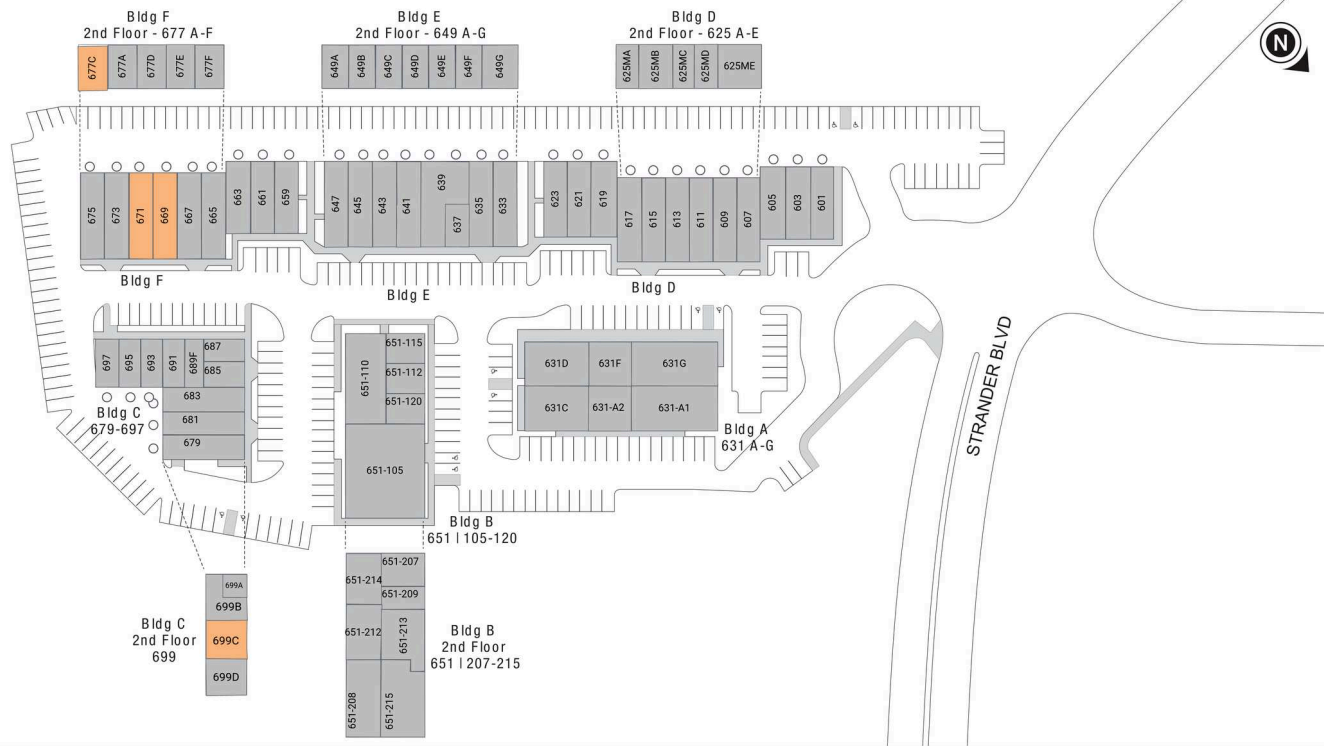 Bldg F
2nd Floor - 677 A-F
Bldg E
2nd Floor - 649 A-G
Bldg D
2nd Floor - 625 A-E
N
677C
677A
677D
677E
677F
649A
649B
649C
649D
649E
649F
649G
625MA
625MB
625MC
625MD
625ME
675
673
671
669
667
665
663
661
659
647
645
643
641
639
637
635
633
623
621
619
617
615
613
611
609
607
605
603
601
Bldg F
Bldg E
Bldg D
697
695
693
691
689F
687
685
683
681
679
Bldg C
679-697
651-110
651-115
651-112
651-120
651-105
631D
631F
631G
631C
631-A2
631-A1
Bldg A
631 A-G
STRANDER BLVD
Bldg B
651 | 105-120
699A
699B
699C
699D
Bldg C
2nd Floor
699
651-214
651-207
651-209
651-212
651-213
651-208
651-215
Bldg B
2nd Floor
651 | 207-215